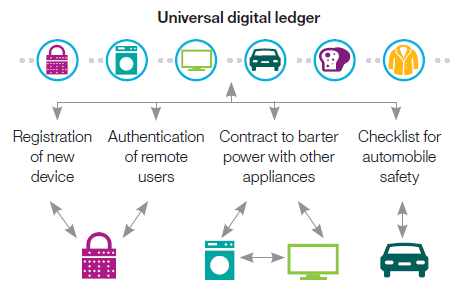 Universal digital ledger
Registration
of new
device
Authentication
of remote
users
Contract to barter
power with other
appliances
Checklist for
automobile
safety